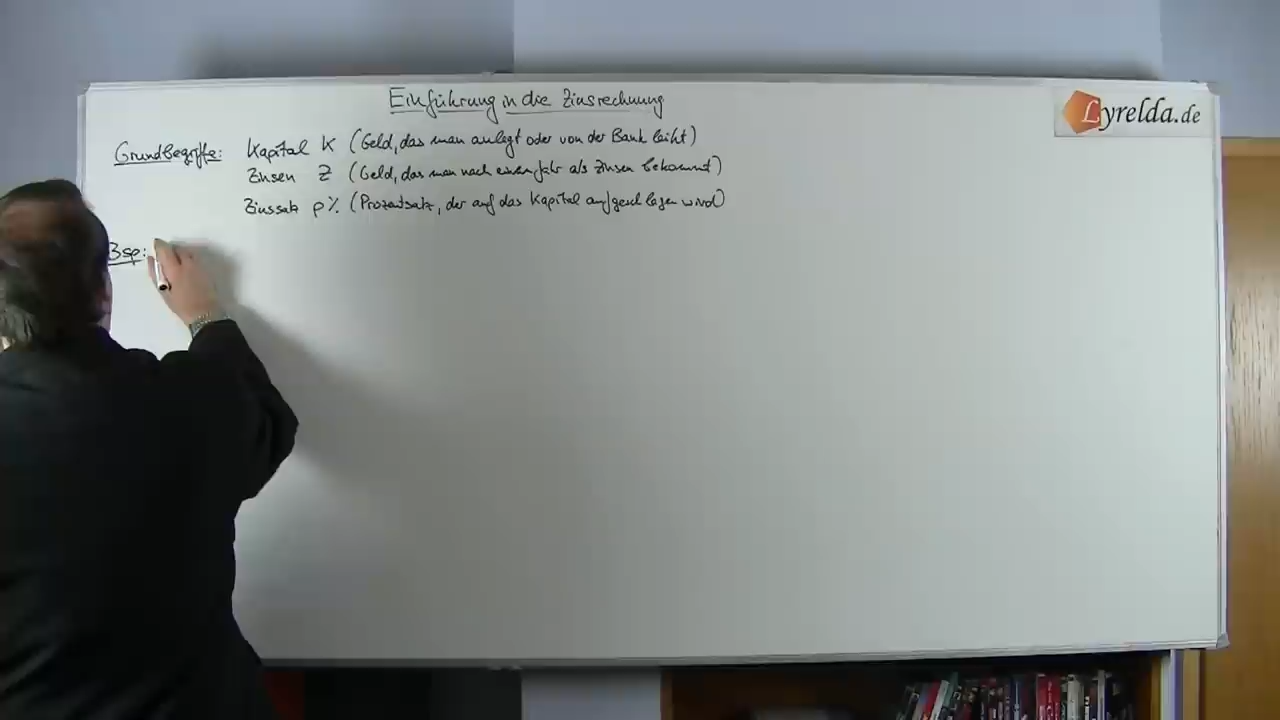 Einführung in die Zinsrechnung
Lyrelda.de
Grundbegriffe: Kapital K (Geld, das man anlegt oder von der Bank leiht)
Zinsen Z (Geld, das man nach einem Jahr als Zinsen bekommt)
Zinssatz p% (Prozentsatz, der auf das Kapital aufgeschlagen wird)
Bsp: